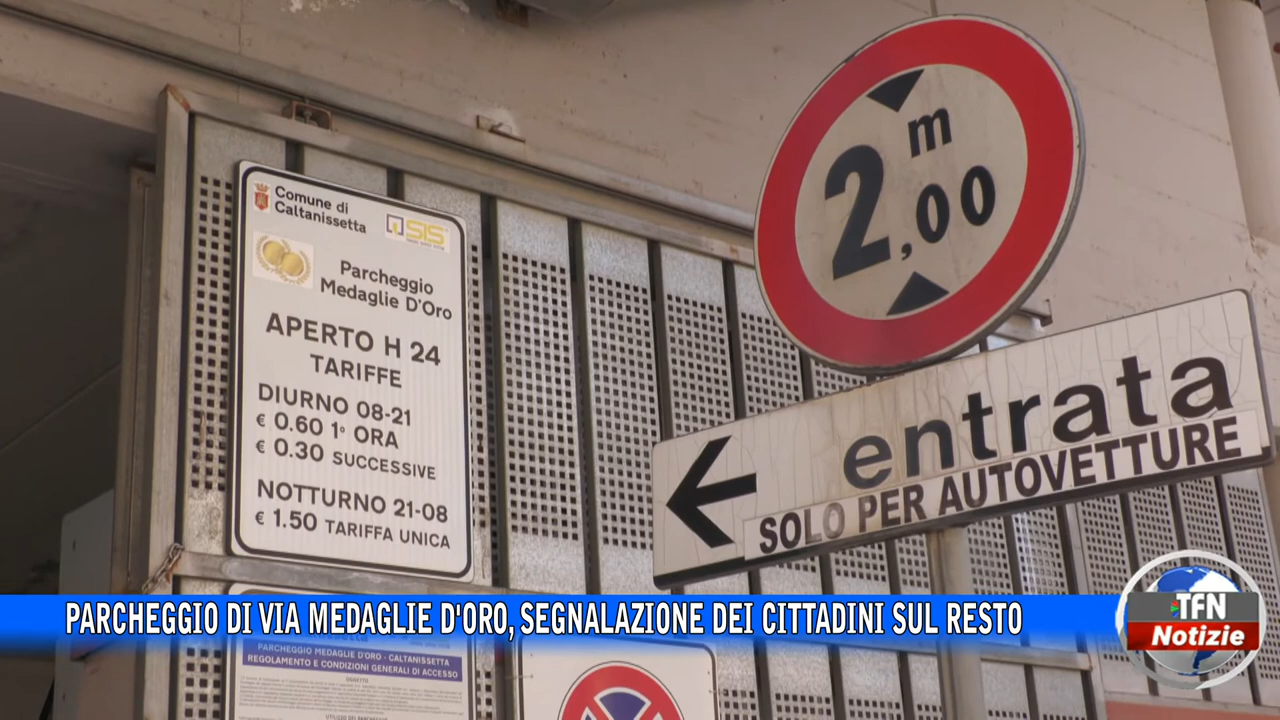 Comune di
Caltanissetta
SIS
Parcheggio
Medaglie D'Oro
APERTO H 24
TARIFFE
DIURNO 08-21
€ 0.60 1° ORA
€ 0.30 SUCCESSIVE
NOTTURNO 21-08
€ 1.50 TARIFFA UNICA
m
2,00
entrata
SOLO PER AUTOVETTURE
PARCHEGGIO DI VIA MEDAGLIE D'ORO, SEGNALAZIONE DEI CITTADINI SUL RESTO
TFN
Notizie
PARCHEGGIO MEDAGLIE D'ORO - CALTANISSETTA
REGOLAMENTO E CONDIZIONI GENERALI DI ACCESSO
OGGETTO